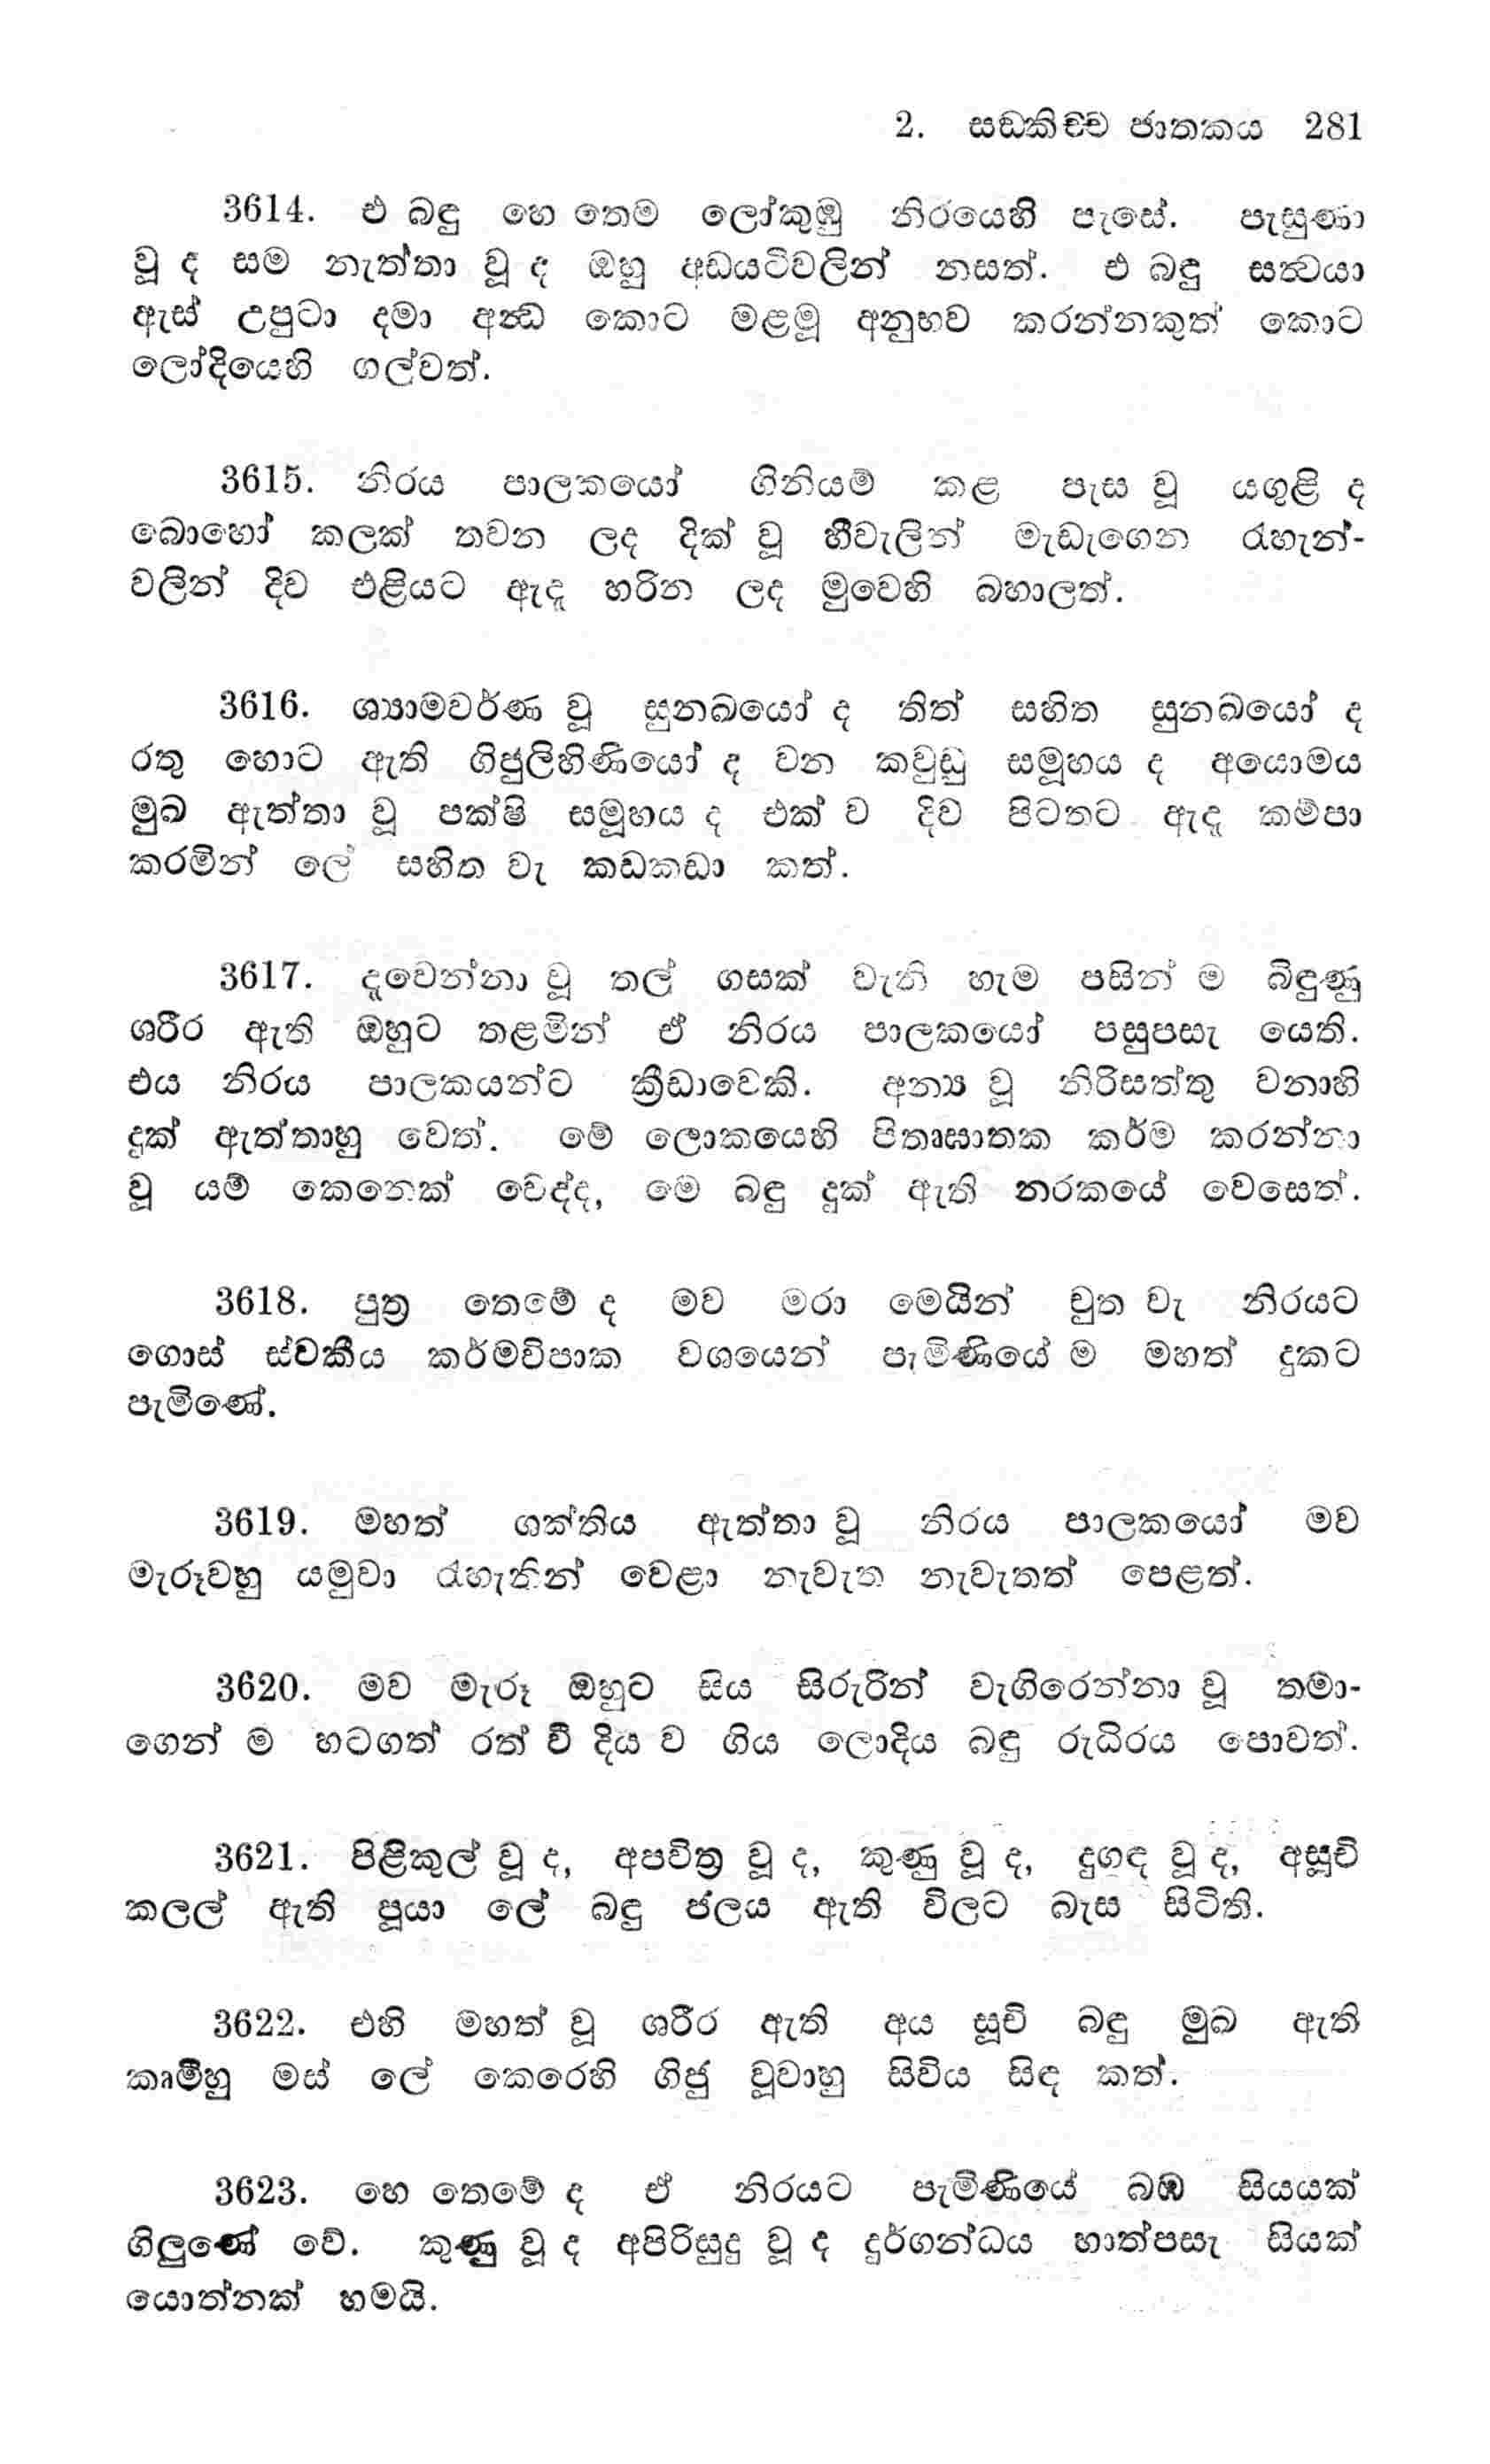 2. සඞකිච්ච ජාතකය 281
3614. එ බඳු හෙ තෙම ලෝකුඹු නිරයෙහි පැසේ. පැසුණා
වූ ද සම නැත්තා වූ ද ඔහු අඩයටිවලින් නසත්. එ බඳු සත්‍වයා
ඇස් උපුටා දමා අන්‍ධ කොට මළමූ අනුභව කරන්නකුත් කොට
ලෝදියෙහි ගල්වත්.
3615. නිරය පාලකයෝ ගිනියම් කළ පැස වූ යගුළි ද
බොහෝ කලක් තවන ලද දික් වූ හීවැලින් මැඩැගෙන රැහැන්-
වලින් දිව එළියට ඇද හරින ලද මුවෙහි බහාලත්.
3616. ශ්‍යාමවර්ණ වූ සුනඛයෝ ද තිත් සහිත සුනඛයෝ ද
රතු හොට ඇති ගිජුලිහිණියෝ ද වන කවුඩු සමූහය ද අයොමය
මුඛ ඇත්තා වූ පක්ෂි සමූහය ද එක් ව දිව පිටතට ඇද කම්පා
කරමින් ලේ සහිත වැ කඩකඩා කත්.
3617. දූවෙන්නා වූ තල් ගසක් වැනි හැම පසින් ම බිඳුණු
ශරීර ඇති ඔහුට තළමින් ඒ නිරය පාලකයෝ පසුපසැ යෙති.
එය නිරය පාලකයන්ට ක්‍රීඩාවෙකි. අන්‍ය වූ නිරිසත්තු වනාහි
දුක් ඇත්තාහු වෙත්. මේ ලොකයෙහි පිතෘඝාතක කර්ම කරන්නා
වූ යම් කෙනෙක් වෙද්ද, මෙ බඳු දුක් ඇති නරකයේ වෙසෙත්.
3618. පුත්‍ර තෙමේ ද මව මරා මෙයින් චුත වැ නිරයට
ගොස් ස්වකීය කර්මවිපාක වශයෙන් පැමිණියේ ම මහත් දුකට
පැමිණේ.
3619. මහත් ශක්තිය ඇත්තා වූ නිරය පාලකයෝ මව
මැරූවහු යමුවා රැහැනින් වෙළා නැවැත නැවැතත් පෙළත්.
3620. මව මැරූ ඔහුට සිය සිරුරින් වැගිරෙන්නා වූ තමා-
ගෙන් ම හටගත් රත් වී දිය ව ගිය ලොදිය බඳු රුධිරය පොවත්.
3621. පිළිකුල් වූ ද, අපවිත්‍ර වූ ද, කුණු වූ ද, දුගඳ වූ ද, අසූචි
කලල් ඇති පූයා ලේ බඳු ජලය ඇති විලට බැස සිටිති.
3622. එහි මහත් වූ ශරීර ඇති අය සූචි බඳු මුඛ ඇති
කෘමීහු මස් ලේ කෙරෙහි ගිජු වූවාහු සිවිය සිඳ කත්.
3623. හෙ තෙමේ ද ඒ නිරයට පැමිණියේ බඹ සියයක්
ගිලුණේ වේ. කුණු වූ ද අපිරිසුදු වූ ද දුර්ගන්ධය හාත්පසැ සියක්
යොත්නක් හමයි.